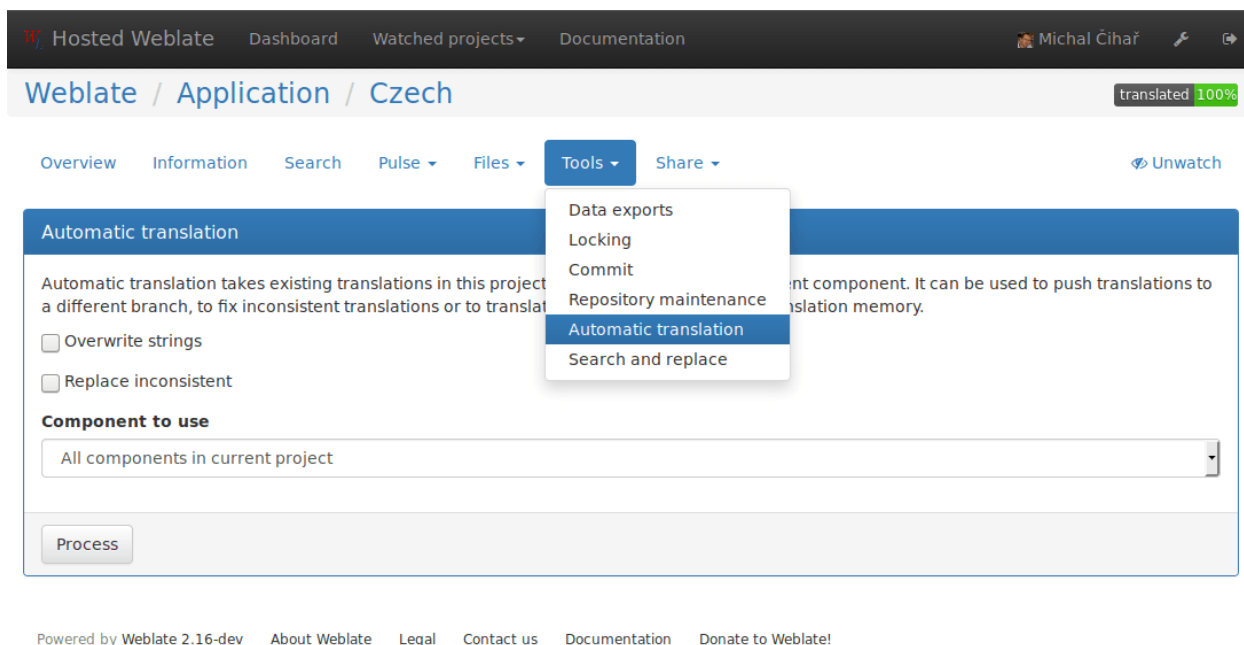 Hosted Weblate Dashboard Watched projects Documentation Michal Čihař
Weblate / Application / Czech translated 100%
Overview Information Search Pulse Files Tools Share Unwatch
Data exports
Locking
Commit
Repository maintenance
Automatic translation
Search and replace
Automatic translation
Automatic translation takes existing translations in this project nt component. It can be used to push translations to
a different branch, to fix inconsistent translations or to translat nslation memory.
Overwrite strings
Replace inconsistent
Component to use
All components in current project
Process
Powered by Weblate 2.16-dev About Weblate Legal Contact us Documentation Donate to Weblate!